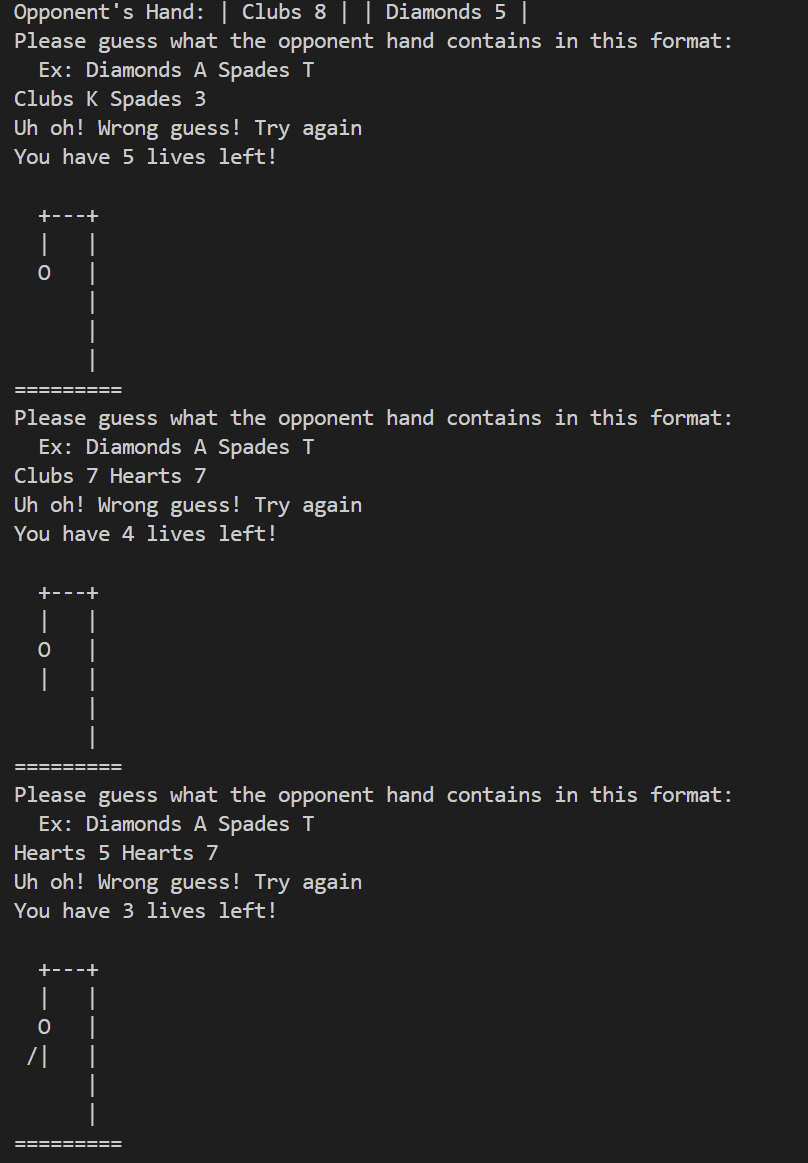 Opponent's Hand: | Clubs 8 | | Diamonds 5 |
Please guess what the opponent hand contains in this format:
  Ex: Diamonds A Spades T
Clubs K Spades 3
Uh oh! Wrong guess! Try again
You have 5 lives left!

  +---+
  |   |
  O   |
      |
      |
      |
=========
Please guess what the opponent hand contains in this format:
  Ex: Diamonds A Spades T
Clubs 7 Hearts 7
Uh oh! Wrong guess! Try again
You have 4 lives left!

  +---+
  |   |
  O   |
  |   |
      |
      |
=========
Please guess what the opponent hand contains in this format:
  Ex: Diamonds A Spades T
Hearts 5 Hearts 7
Uh oh! Wrong guess! Try again
You have 3 lives left!

  +---+
  |   |
  O   |
 /|   |
      |
      |
=========